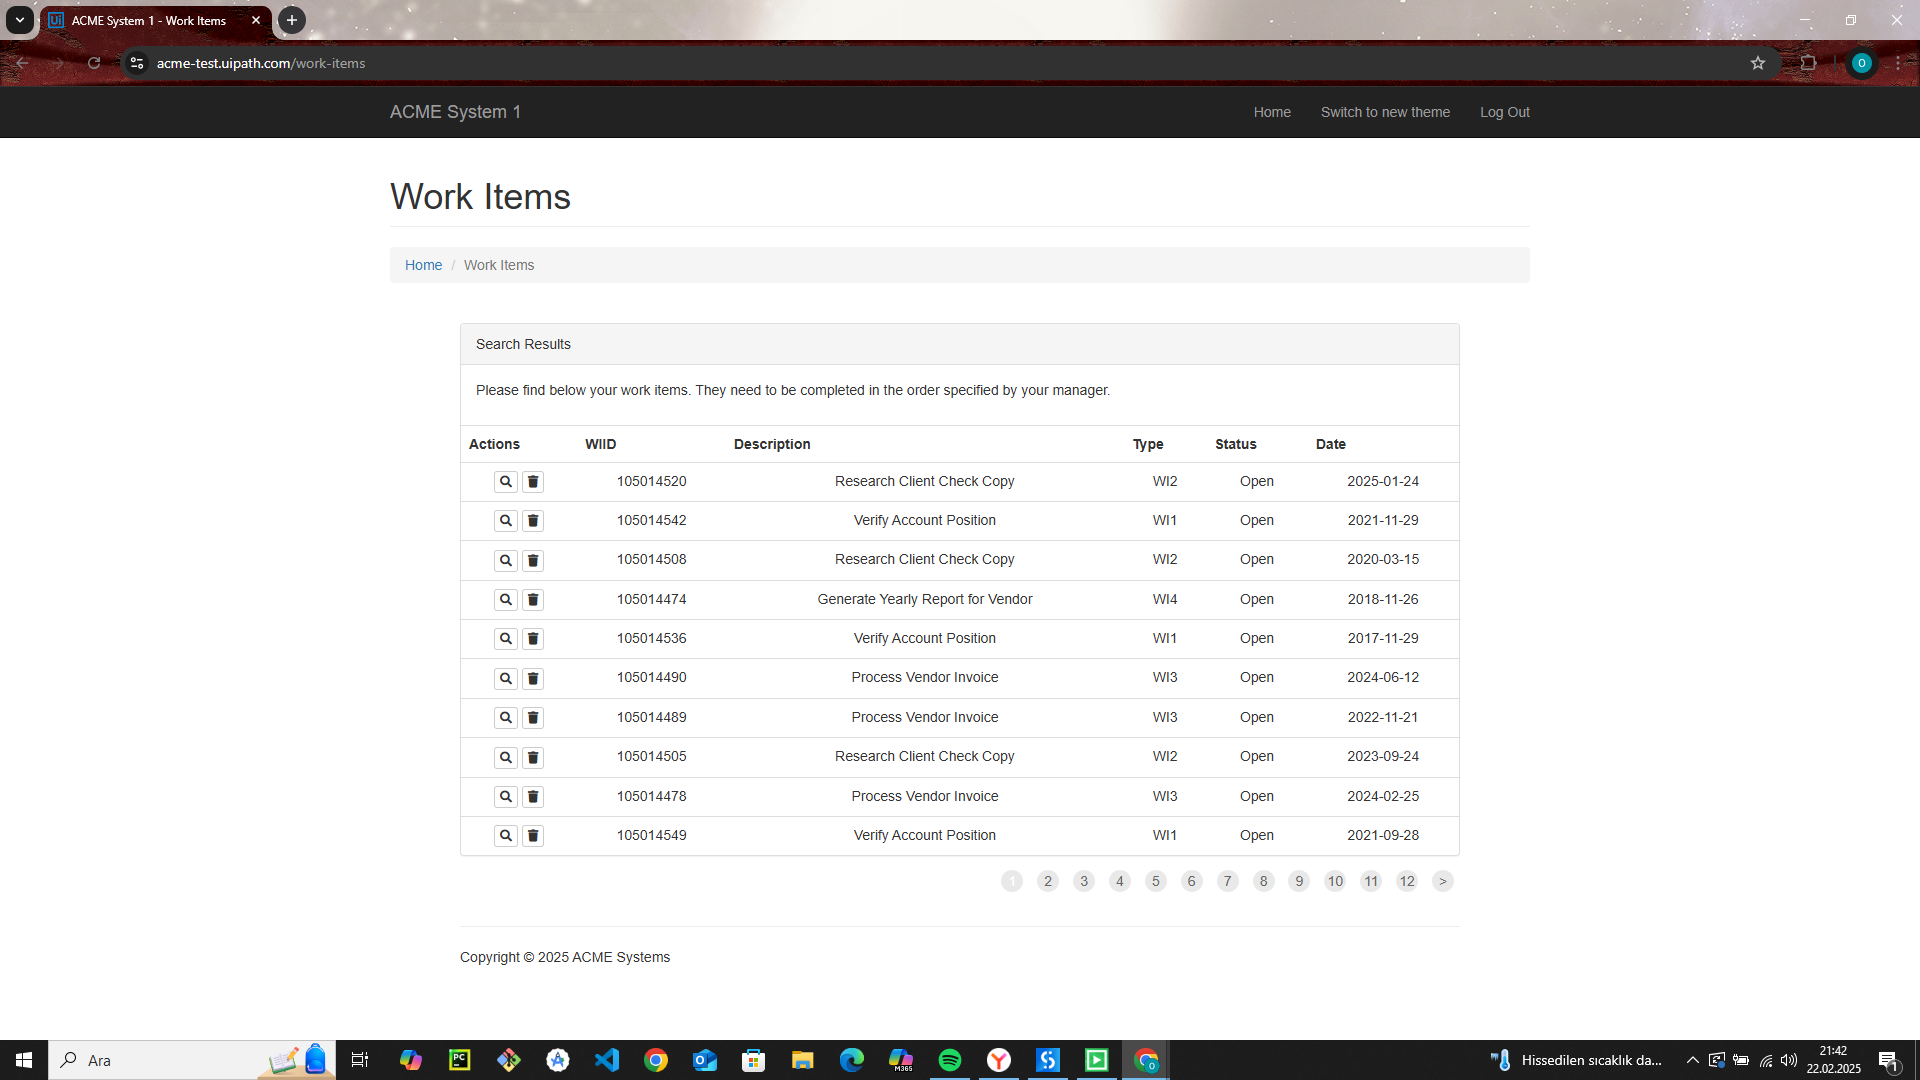 ACME System 1 - Work Items
acme-test.uipath.com/work-items
O
ACME System 1
Home Switch to new theme Log Out
Work Items
Home / Work Items
Search Results
Please find below your work items. They need to be completed in the order specified by your manager.
Actions WIID Description Type Status Date
105014520 Research Client Check Copy WI2 Open 2025-01-24
105014542 Verify Account Position WI1 Open 2021-11-29
105014508 Research Client Check Copy WI2 Open 2020-03-15
105014474 Generate Yearly Report for Vendor WI4 Open 2018-11-26
105014536 Verify Account Position WI1 Open 2017-11-29
105014490 Process Vendor Invoice WI3 Open 2024-06-12
105014489 Process Vendor Invoice WI3 Open 2022-11-21
105014505 Research Client Check Copy WI2 Open 2023-09-24
105014478 Process Vendor Invoice WI3 Open 2024-02-25
105014549 Verify Account Position WI1 Open 2021-09-28
1 2 3 4 5 6 7 8 9 10 11 12 >
Copyright © 2025 ACME Systems
Ara
Hissedilen sıcaklık da...
21:42
22.02.2025
1